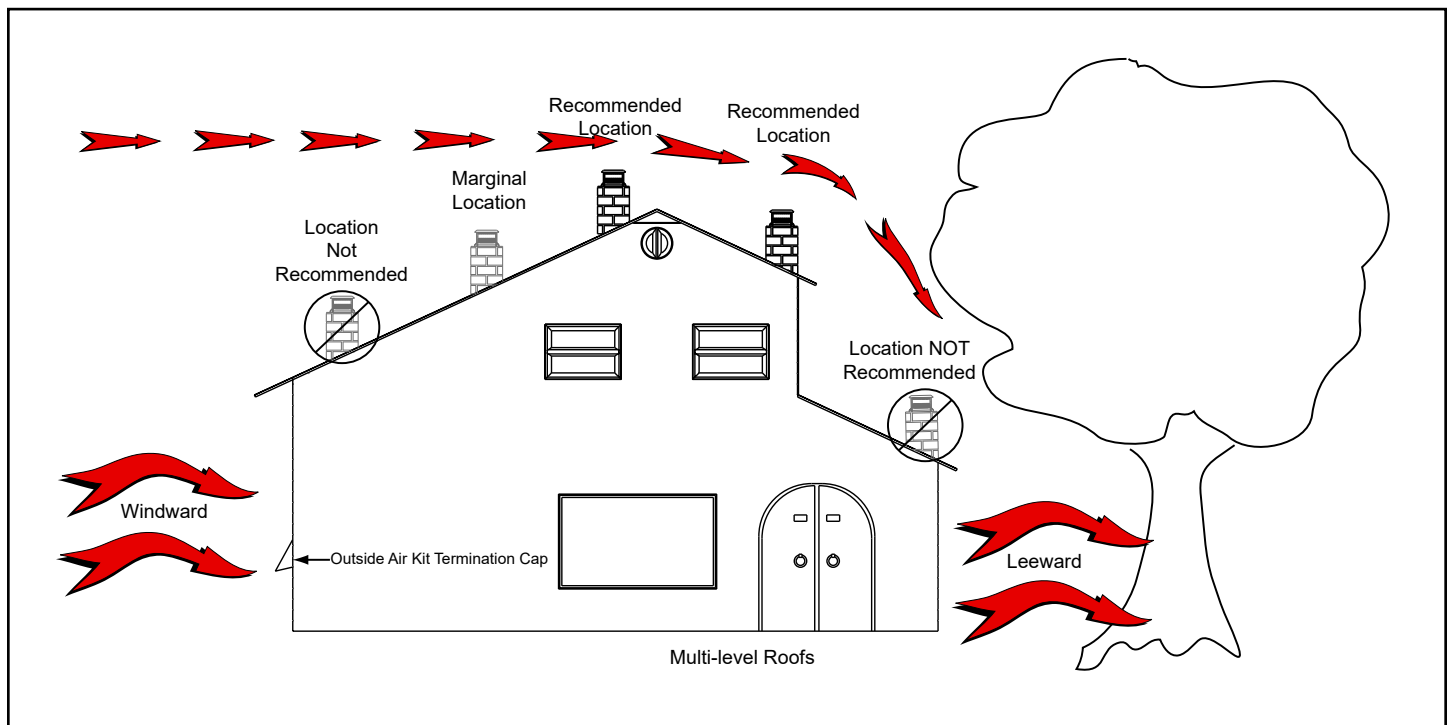 Recommended
Location
Recommended
Location
Marginal
Location
Location
Not
Recommended
Location NOT
Recommended
Windward
Outside Air Kit Termination Cap
Leeward
Multi-level Roofs